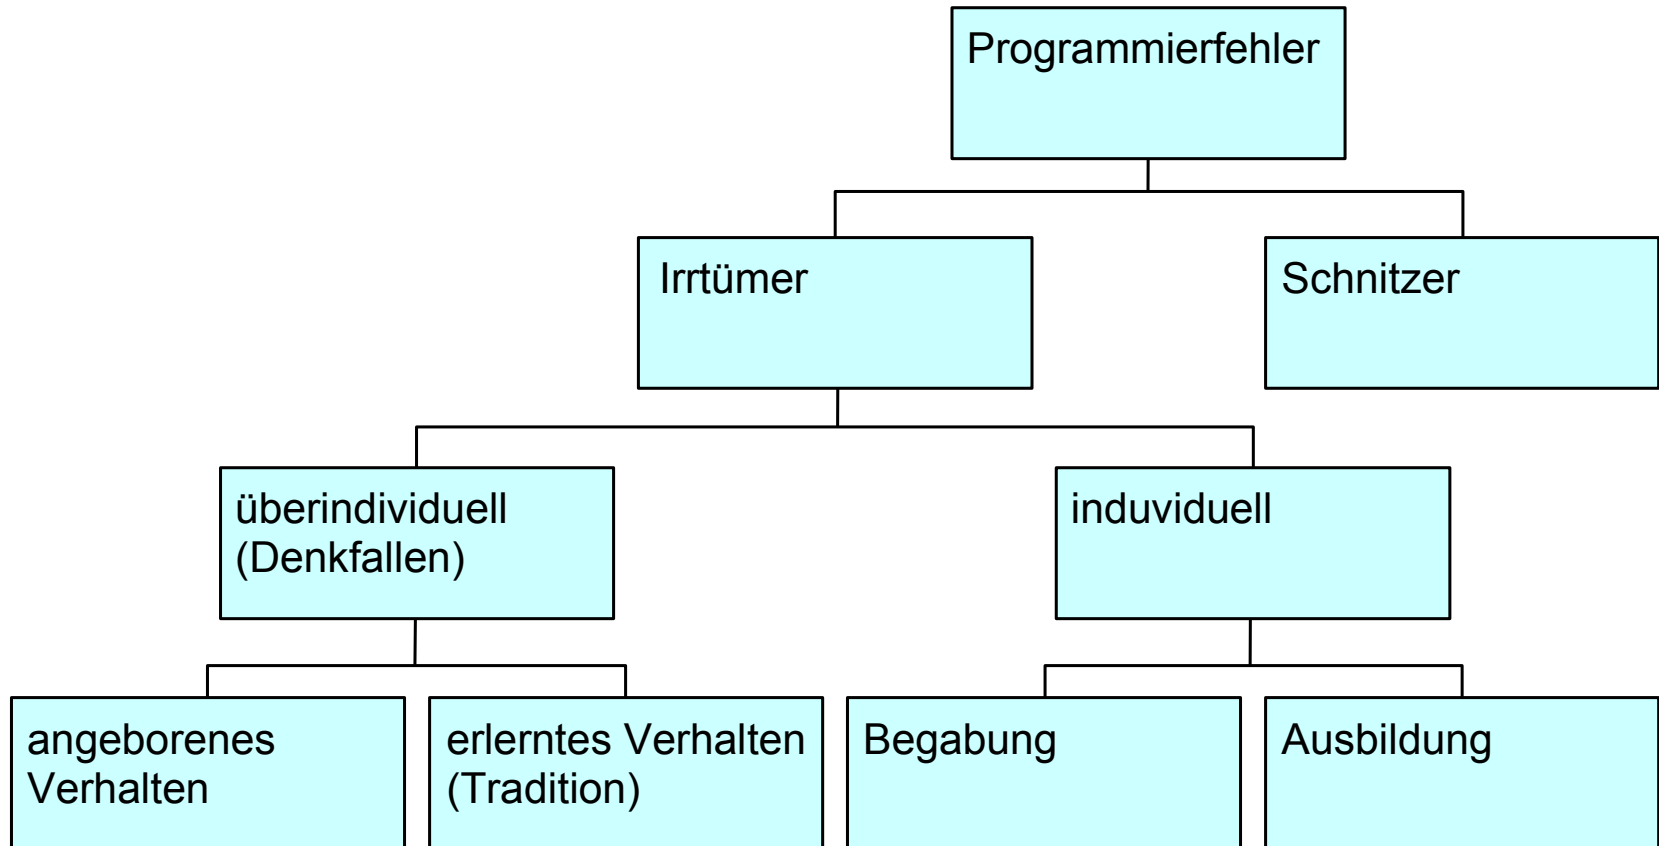 Programmierfehler
Irrtümer
Schnitzer
überindividuell
(Denkfallen)
induviduell
angeborenes
Verhalten
erlerntes Verhalten
(Tradition)
Begabung
Ausbildung